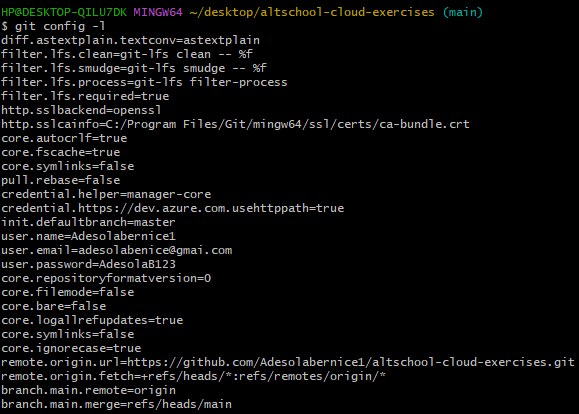 HP@DESKTOP-QILU7DK MINGW64 ~/desktop/altschool-cloud-exercises (main)
$ git config -l
diff.astextplain.textconv=astextplain
filter.lfs.clean=git-lfs clean -- %f
filter.lfs.smudge=git-lfs smudge -- %f
filter.lfs.process=git-lfs filter-process
filter.lfs.required=true
http.sslbackend=openssl
http.sslcainfo=C:/Program Files/Git/mingw64/ssl/certs/ca-bundle.crt
core.autocrlf=true
core.fscache=true
core.symlinks=false
pull.rebase=false
credential.helper=manager-core
credential.https://dev.azure.com.usehttppath=true
init.defaultbranch=master
user.name=Adesolabernice1
user.email=adesolabenice@gmai.com
user.password=AdesolaB123
core.repositoryformatversion=0
core.filemode=false
core.bare=false
core.logallrefupdates=true
core.symlinks=false
core.ignorecase=true
remote.origin.url=https://github.com/Adesolabernice1/altschool-cloud-exercises.git
remote.origin.fetch=+refs/heads/*:refs/remotes/origin/*
branch.main.remote=origin
branch.main.merge=refs/heads/main